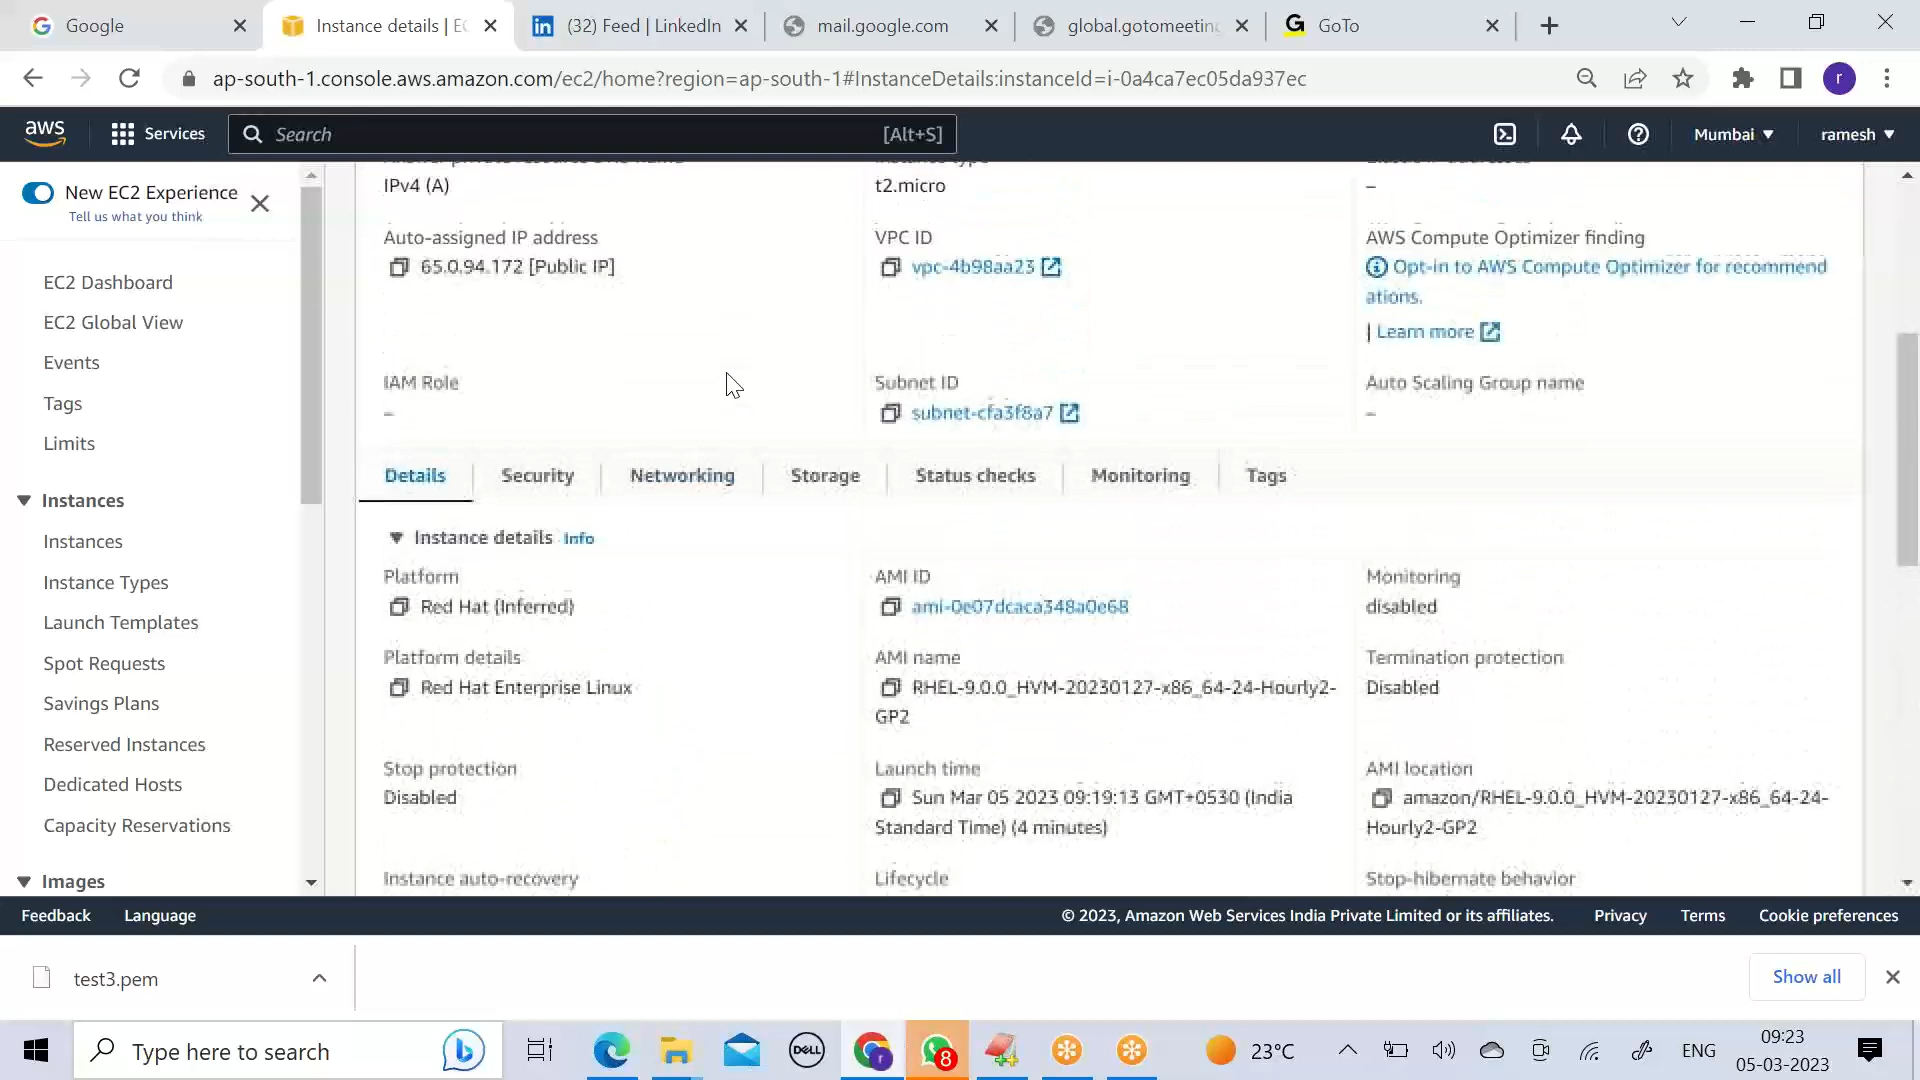 Google
Instance details | EC
(32) Feed | LinkedIn
mail.google.com
global.gotomeeting
GoTo
ap-south-1.console.aws.amazon.com/ec2/home?region=ap-south-1#InstanceDetails:instanceId=i-0a4ca7ec05da937ec
r
aws
Services
Search
[Alt+S]
Mumbai
ramesh
New EC2 Experience
Tell us what you think
EC2 Dashboard
EC2 Global View
Events
Tags
Limits
Instances
Instances
Instance Types
Launch Templates
Spot Requests
Savings Plans
Reserved Instances
Dedicated Hosts
Capacity Reservations
Images
IPv4 (A)
t2.micro
–
Auto-assigned IP address
65.0.94.172 [Public IP]
VPC ID
vpc-4b98aa23
AWS Compute Optimizer finding
Opt-in to AWS Compute Optimizer for recommend
ations.
| Learn more
IAM Role
–
Subnet ID
subnet-cfa3f8a7
Auto Scaling Group name
–
Details
Security
Networking
Storage
Status checks
Monitoring
Tags
Instance details Info
Platform
Red Hat (Inferred)
AMI ID
ami-0e07dcaca348a0e68
Monitoring
disabled
Platform details
Red Hat Enterprise Linux
AMI name
RHEL-9.0.0_HVM-20230127-x86_64-24-Hourly2-
GP2
Termination protection
Disabled
Stop protection
Disabled
Launch time
Sun Mar 05 2023 09:19:13 GMT+0530 (India
Standard Time) (4 minutes)
AMI location
amazon/RHEL-9.0.0_HVM-20230127-x86_64-24-
Hourly2-GP2
Instance auto-recovery
Lifecycle
Stop-hibernate behavior
Feedback
Language
© 2023, Amazon Web Services India Private Limited or its affiliates.
Privacy
Terms
Cookie preferences
test3.pem
Show all
Type here to search
DELL
8
23°C
ENG
09:23
05-03-2023